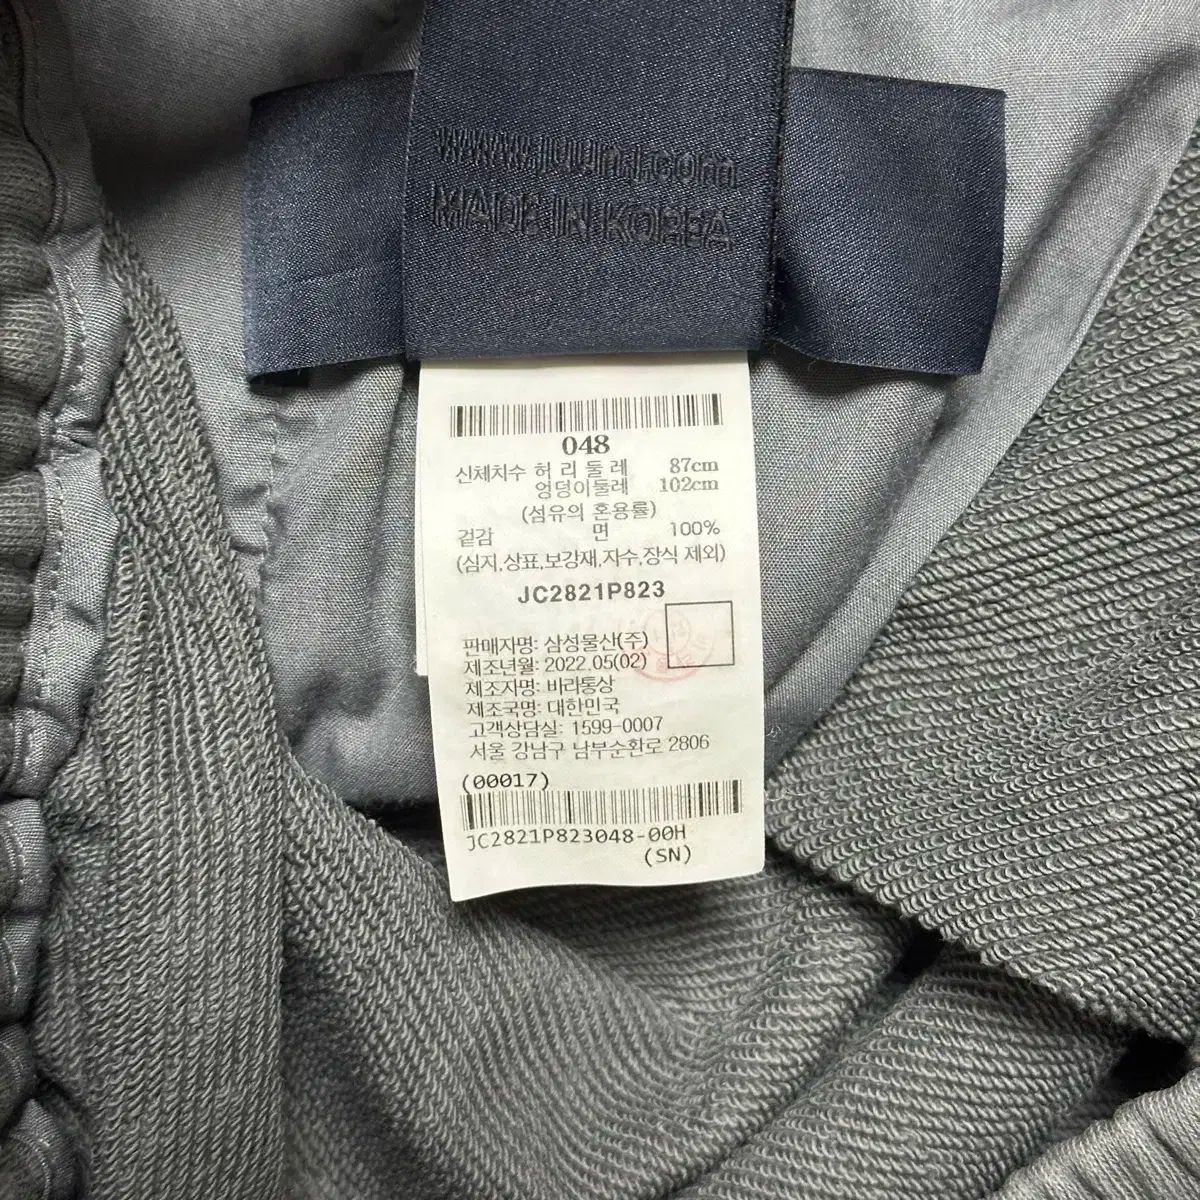 www.juunj.com
MADE IN KOREA
048
신체치수 허 리 둘 레 87cm
엉덩이둘레 102cm
(섬유의 혼용률)
겉감 면 100%
(심지,상표,보강재,자수,장식 제외)
JC2821P823
판매자명: 삼성물산(주)
제조년월: 2022.05(02)
제조자명: 바라통상
제조국명: 대한민국
고객상담실: 1599-0007
서울 강남구 남부순환로 2806
(00017)
JC2821P823048-00H
(SN)